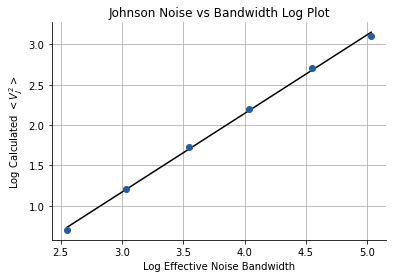 Johnson Noise vs Bandwidth Log Plot
Log Calculated < V_J^2 >
3.0
2.5
2.0
1.5
1.0
2.5 3.0 3.5 4.0 4.5 5.0
Log Effective Noise Bandwidth